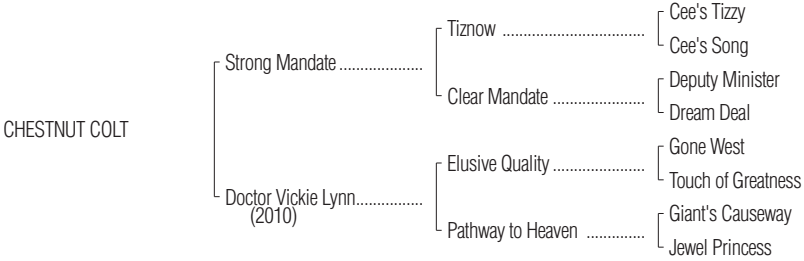 Cee's Tizzy
Tiznow ..................................
Cee's Song
Strong Mandate ....................
Deputy Minister
Clear Mandate ......................
Dream Deal
CHESTNUT COLT
Gone West
Elusive Quality ......................
Touch of Greatness
Doctor Vickie Lynn................
(2010)
Giant's Causeway
Pathway to Heaven ..............
Jewel Princess